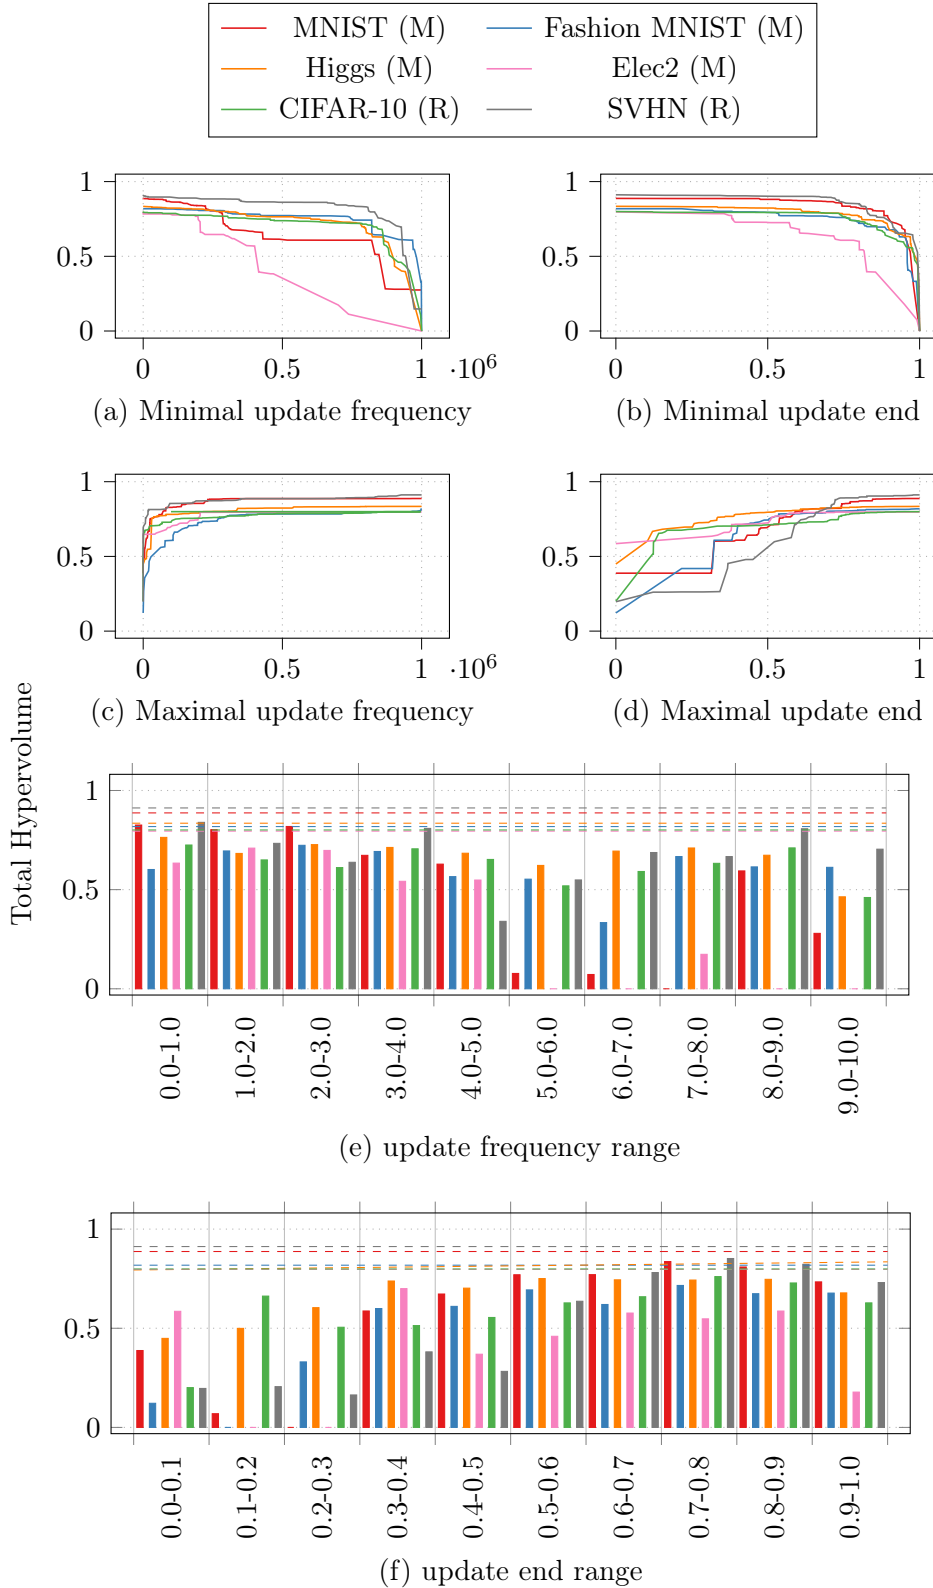 MNIST (M) Fashion MNIST (M)
Higgs (M) Elec2 (M)
CIFAR-10 (R) SVHN (R)
1
0.5
0
0 0.5 1 ·10⁶
(a) Minimal update frequency
1
0.5
0
0 0.5 1
(b) Minimal update end
1
0.5
0
0 0.5 1 ·10⁶
(c) Maximal update frequency
1
0.5
0
0 0.5 1
(d) Maximal update end
Total Hypervolume
1
0.5
0
0.0-1.0
1.0-2.0
2.0-3.0
3.0-4.0
4.0-5.0
5.0-6.0
6.0-7.0
7.0-8.0
8.0-9.0
9.0-10.0
(e) update frequency range
1
0.5
0
0.0-0.1
0.1-0.2
0.2-0.3
0.3-0.4
0.4-0.5
0.5-0.6
0.6-0.7
0.7-0.8
0.8-0.9
0.9-1.0
(f) update end range